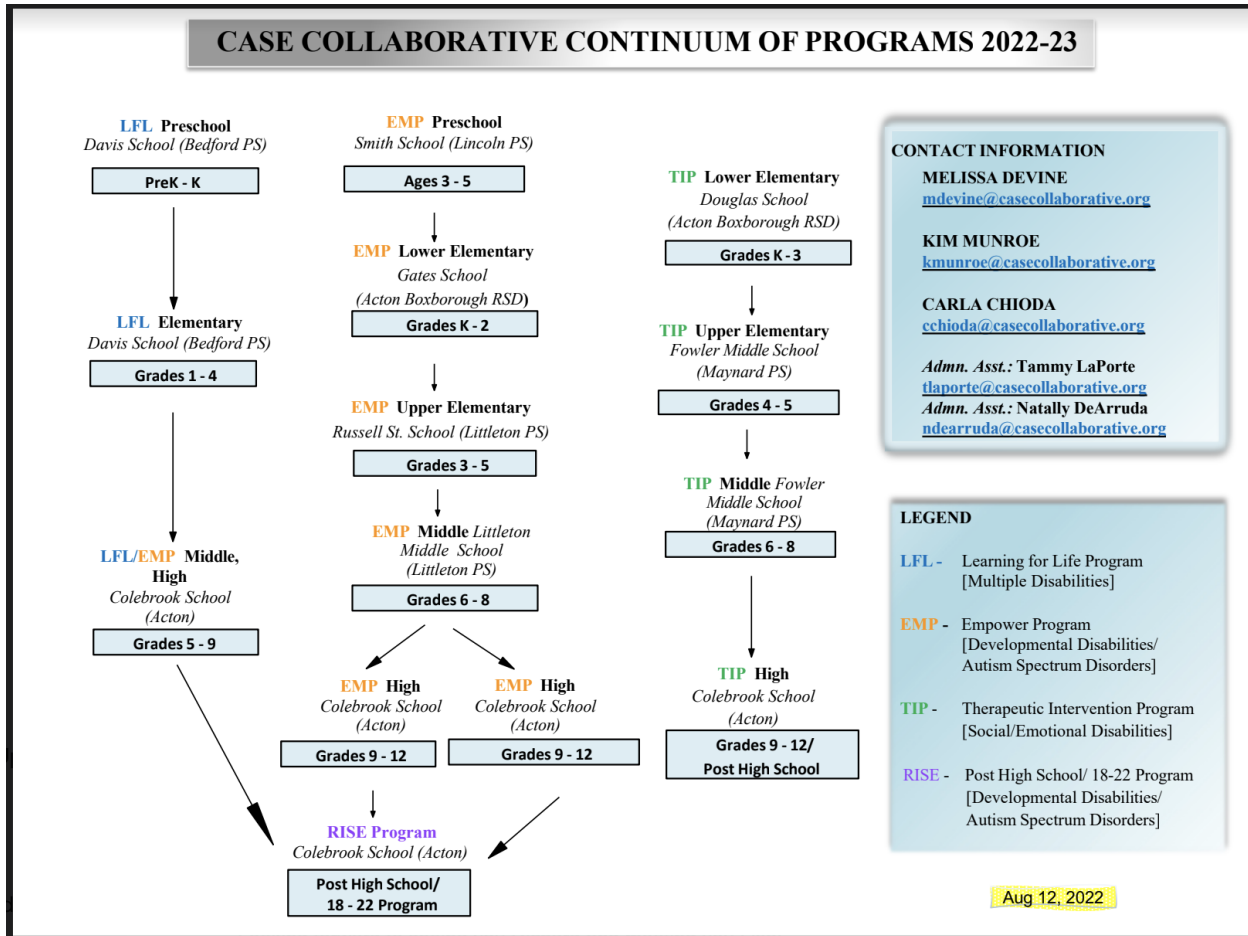 CASE COLLABORATIVE CONTINUUM OF PROGRAMS 2022-23
LFL Preschool
Davis School (Bedford PS)
PreK - K
LFL Elementary
Davis School (Bedford PS)
Grades 1 - 4
LFL/EMP Middle,
High
Colebrook School
(Acton)
Grades 5 - 9
EMP Preschool
Smith School (Lincoln PS)
Ages 3 - 5
EMP Lower Elementary
Gates School
(Acton Boxborough RSD)
Grades K - 2
EMP Upper Elementary
Russell St. School (Littleton PS)
Grades 3 - 5
EMP Middle Littleton
Middle School
(Littleton PS)
Grades 6 - 8
EMP High
Colebrook School
(Acton)
Grades 9 - 12
EMP High
Colebrook School
(Acton)
Grades 9 - 12
RISE Program
Colebrook School (Acton)
Post High School/
18 - 22 Program
TIP Lower Elementary
Douglas School
(Acton Boxborough RSD)
Grades K - 3
TIP Upper Elementary
Fowler Middle School
(Maynard PS)
Grades 4 - 5
TIP Middle Fowler
Middle School
(Maynard PS)
Grades 6 - 8
TIP High
Colebrook School
(Acton)
Grades 9 - 12/
Post High School
CONTACT INFORMATION
MELISSA DEVINE
mdevine@casecollaborative.org
KIM MUNROE
kmunroe@casecollaborative.org
CARLA CHIODA
cchioda@casecollaborative.org
Admn. Asst.: Tammy LaPorte
tlaporte@casecollaborative.org
Admn. Asst.: Natally DeArruda
ndearruda@casecollaborative.org
LEGEND
LFL - Learning for Life Program
[Multiple Disabilities]
EMP - Empower Program
[Developmental Disabilities/
Autism Spectrum Disorders]
TIP - Therapeutic Intervention Program
[Social/Emotional Disabilities]
RISE - Post High School/ 18-22 Program
[Developmental Disabilities/
Autism Spectrum Disorders]
Aug 12, 2022